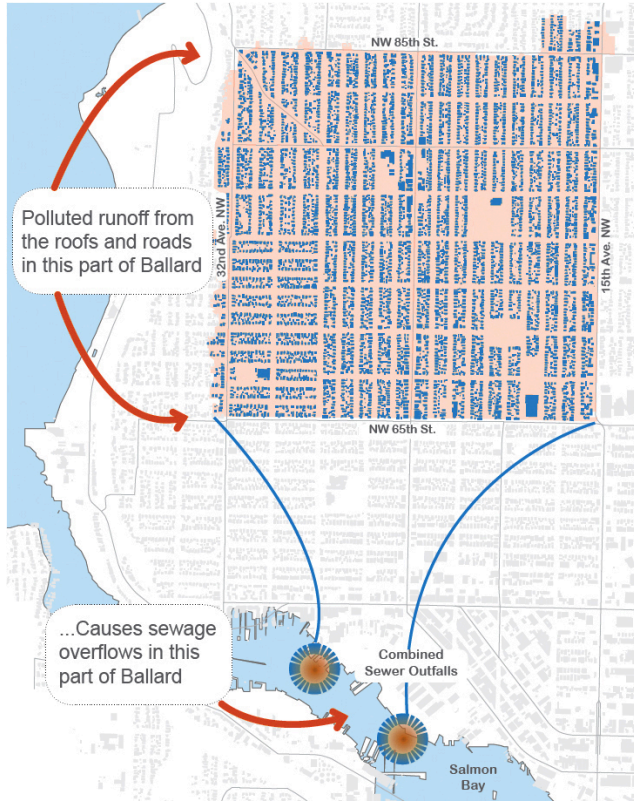 NW 85th St.
Polluted runoff from
the roofs and roads
in this part of Ballard
32nd Ave. NW
15th Ave. NW
NW 65th St.
...Causes sewage
overflows in this
part of Ballard
Combined
Sewer Outfalls
Salmon
Bay